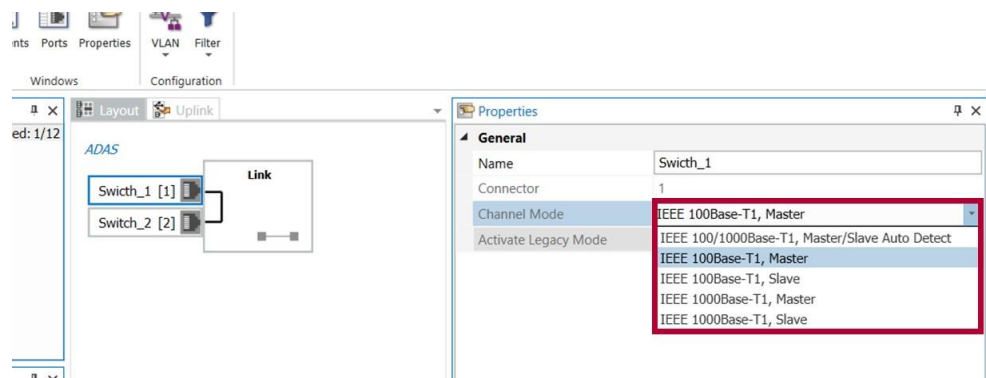 Ports Properties VLAN Filter
Windows Configuration
Layout Uplink
ed: 1/12
ADAS
Link
Swicth_1 [1]
Switch_2 [2]
Properties
General
Name Swicth_1
Connector 1
Channel Mode IEEE 100Base-T1, Master
Activate Legacy Mode
IEEE 100/1000Base-T1, Master/Slave Auto Detect
IEEE 100Base-T1, Master
IEEE 100Base-T1, Slave
IEEE 1000Base-T1, Master
IEEE 1000Base-T1, Slave